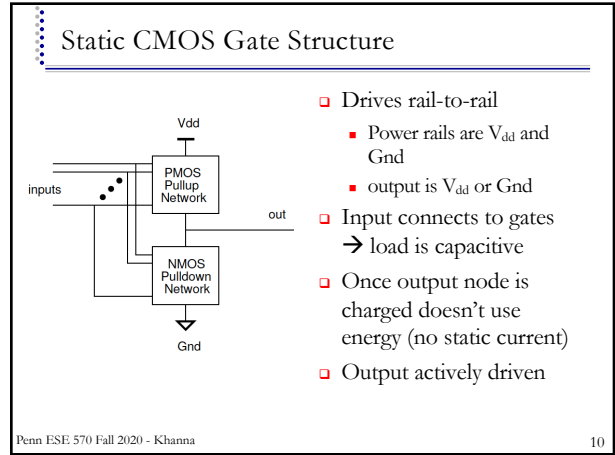 Static CMOS Gate Structure
Vdd
PMOS
Pullup
Network
inputs
out
NMOS
Pulldown
Network
Gnd
Drives rail-to-rail
Power rails are Vdd and
Gnd
output is Vdd or Gnd
Input connects to gates
→ load is capacitive
Once output node is
charged doesn't use
energy (no static current)
Output actively driven
Penn ESE 570 Fall 2020 - Khanna
10